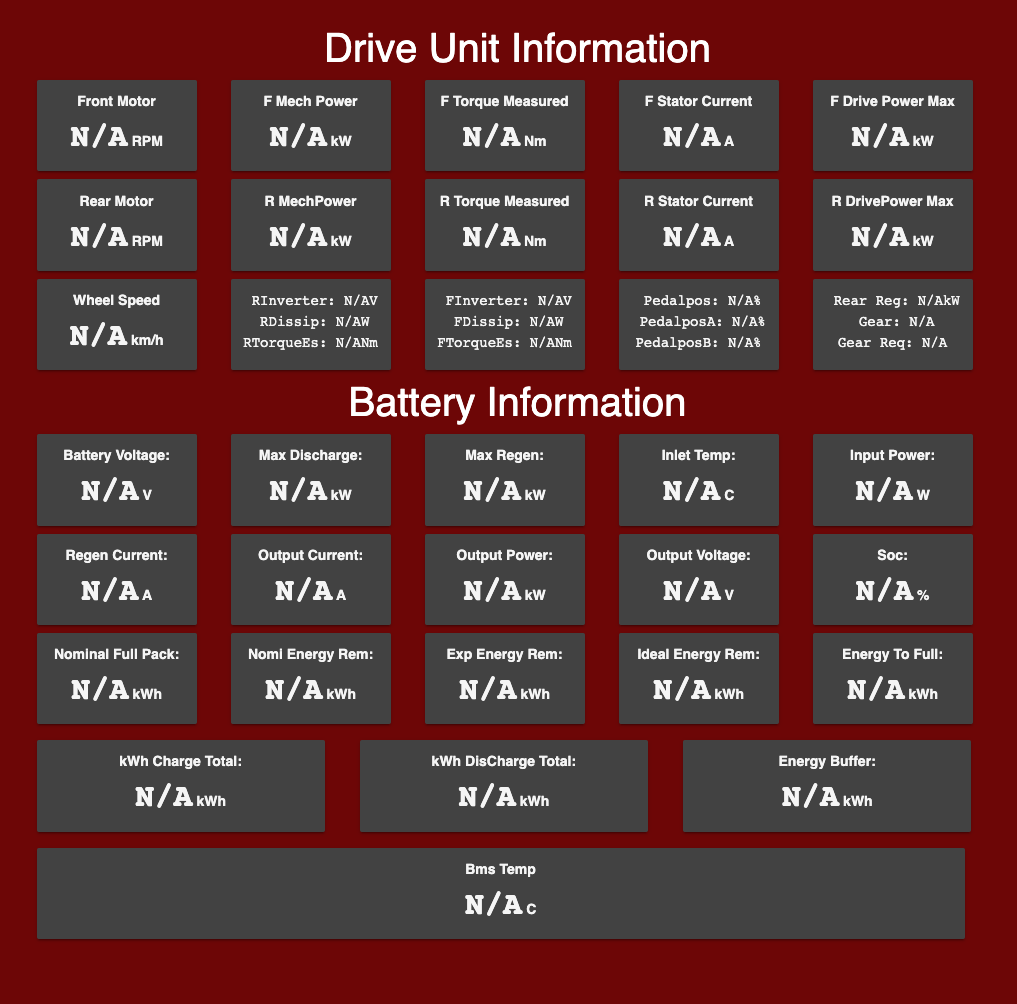 Drive Unit Information
Front Motor
N/A RPM
F Mech Power
N/A kW
F Torque Measured
N/A Nm
F Stator Current
N/A A
F Drive Power Max
N/A kW
Rear Motor
N/A RPM
R MechPower
N/A kW
R Torque Measured
N/A Nm
R Stator Current
N/A A
R DrivePower Max
N/A kW
Wheel Speed
N/A km/h
RInverter: N/AV
RDissip: N/AW
RTorqueEs: N/ANm
FInverter: N/AV
FDissip: N/AW
FTorqueEs: N/ANm
Pedalpos: N/A%
PedalposA: N/A%
PedalposB: N/A%
Rear Reg: N/AkW
Gear: N/A
Gear Req: N/A
Battery Information
Battery Voltage:
N/A V
Max Discharge:
N/A kW
Max Regen:
N/A kW
Inlet Temp:
N/A C
Input Power:
N/A W
Regen Current:
N/A A
Output Current:
N/A A
Output Power:
N/A kW
Output Voltage:
N/A V
Soc:
N/A %
Nominal Full Pack:
N/A kWh
Nomi Energy Rem:
N/A kWh
Exp Energy Rem:
N/A kWh
Ideal Energy Rem:
N/A kWh
Energy To Full:
N/A kWh
kWh Charge Total:
N/A kWh
kWh DisCharge Total:
N/A kWh
Energy Buffer:
N/A kWh
Bms Temp
N/A C